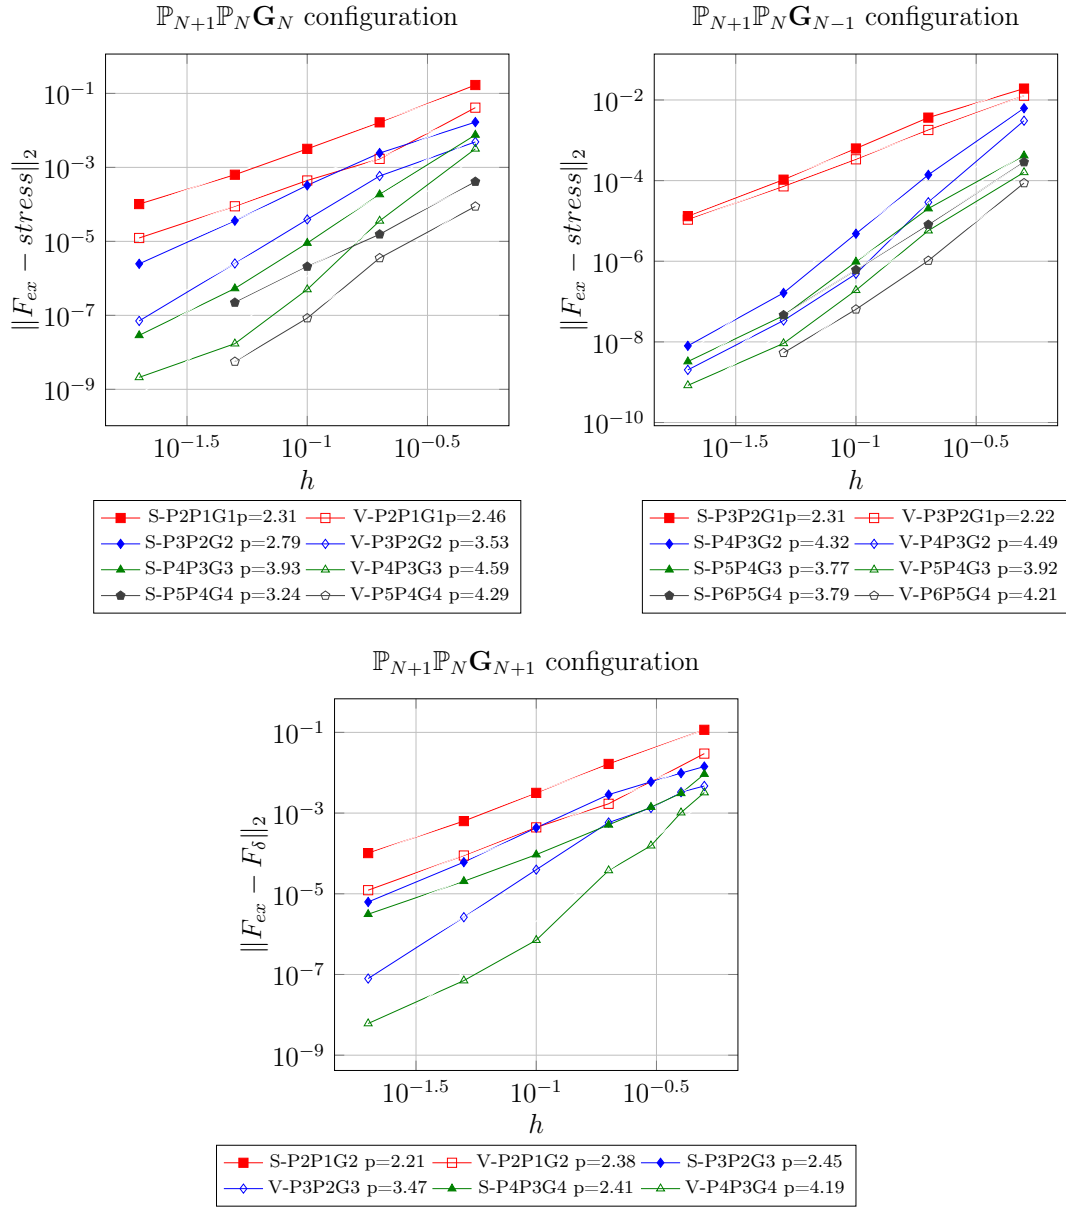 ℙ_{N+1}ℙ_N𝐆_N configuration
ℙ_{N+1}ℙ_N𝐆_{N−1} configuration
||F_{ex} − stress||_2
10^{−1}
10^{−3}
10^{−5}
10^{−7}
10^{−9}
10^{−1.5} 10^{−1} 10^{−0.5}
h
S-P2P1G1p=2.31 V-P2P1G1p=2.46
S-P3P2G2 p=2.79 V-P3P2G2 p=3.53
S-P4P3G3 p=3.93 V-P4P3G3 p=4.59
S-P5P4G4 p=3.24 V-P5P4G4 p=4.29
||F_{ex} − stress||_2
10^{−2}
10^{−4}
10^{−6}
10^{−8}
10^{−10}
10^{−1.5} 10^{−1} 10^{−0.5}
h
S-P3P2G1p=2.31 V-P3P2G1p=2.22
S-P4P3G2 p=4.32 V-P4P3G2 p=4.49
S-P5P4G3 p=3.77 V-P5P4G3 p=3.92
S-P6P5G4 p=3.79 V-P6P5G4 p=4.21
ℙ_{N+1}ℙ_N𝐆_{N+1} configuration
||F_{ex} − F_δ||_2
10^{−1}
10^{−3}
10^{−5}
10^{−7}
10^{−9}
10^{−1.5} 10^{−1} 10^{−0.5}
h
S-P2P1G2 p=2.21 V-P2P1G2 p=2.38 S-P3P2G3 p=2.45
V-P3P2G3 p=3.47 S-P4P3G4 p=2.41 V-P4P3G4 p=4.19